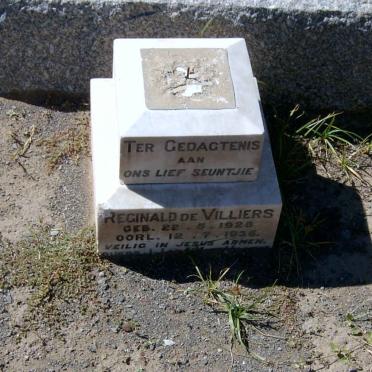 TER GEDAGTENIS
AAN
ONS LIEF SEUNTJIE
REGINALD DE VILLIERS
GEB. 22. 5. 1928
OORL. 12. 7. 1936.
VEILIG IN JESUS ARMEN.